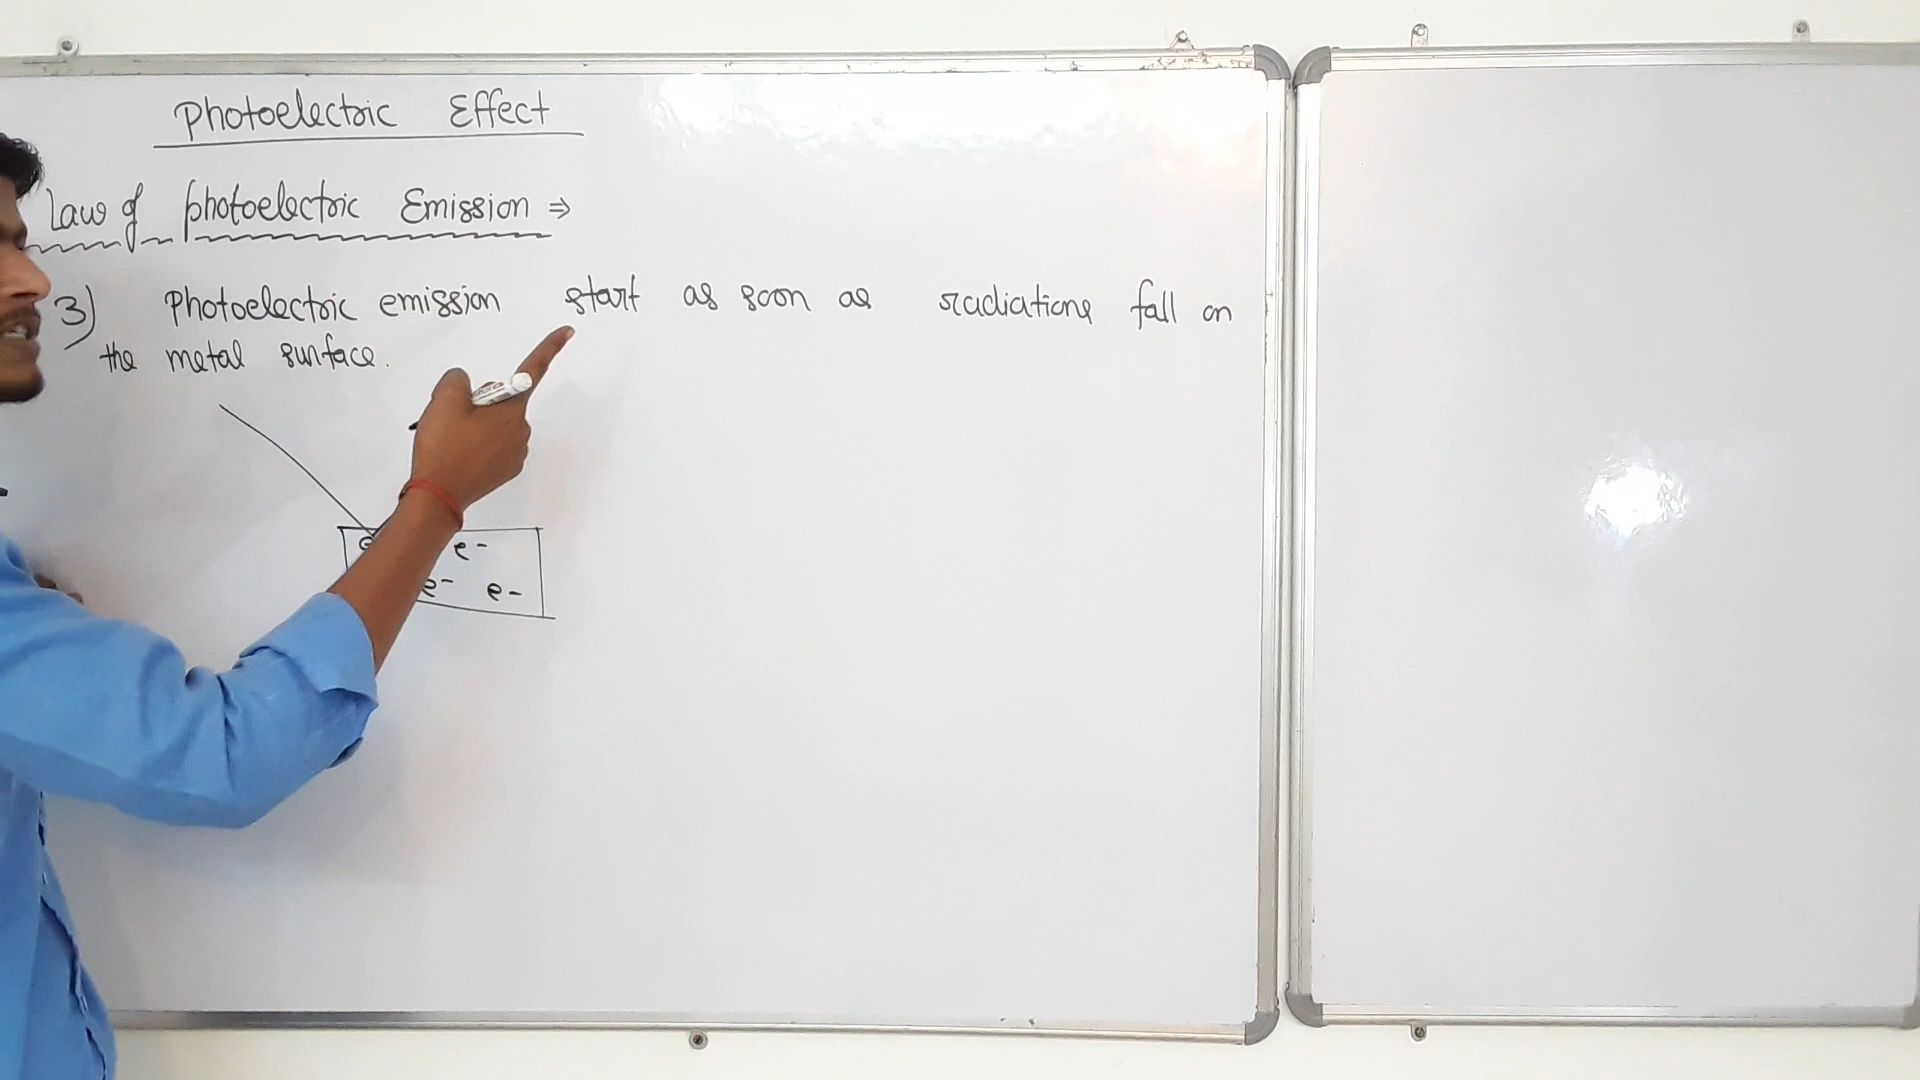 Photoelectric Effect
Law of photoelectric Emission ⇒
3) Photoelectric emission start as soon as radiations fall on
the metal surface.
e-
e- e-